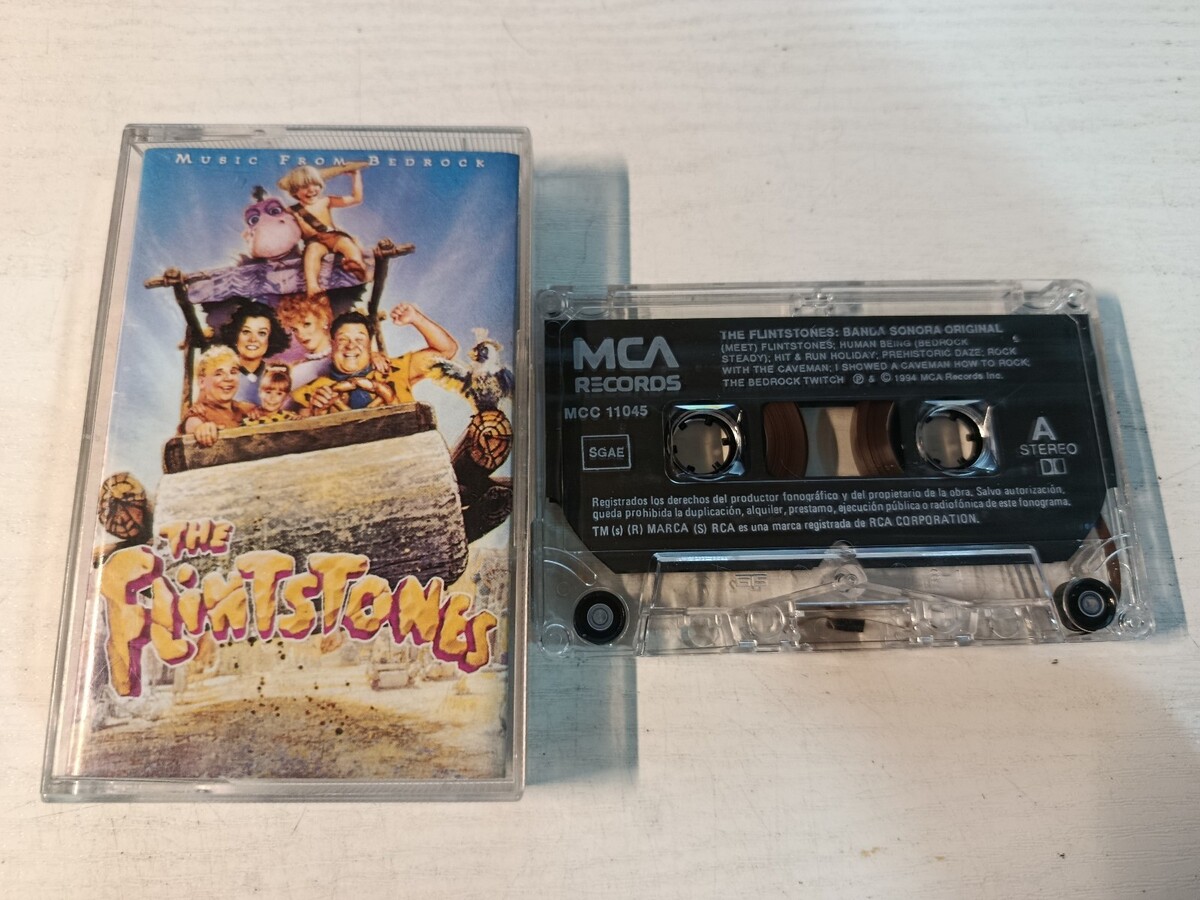 MUSIC FROM BEDROCK
THE
FLINTSTONES
MCA
RECORDS
MCC 11045
SGAE
THE FLINTSTONES: BANDA SONORA ORIGINAL
(MEET) FLINTSTONES; HUMAN BEING (BEDROCK
STEADY); HIT & RUN HOLIDAY; PREHISTORIC DAZE; ROCK
WITH THE CAVEMAN; I SHOWED A CAVEMAN HOW TO ROCK;
THE BEDROCK TWITCH ℗ & © 1994 MCA Records Inc.
A
STEREO
Registrados los derechos del productor fonográfico y del propietario de la obra. Salvo autorización,
queda prohibida la duplicación, alquiler, prestamo, ejecución pública o radiofónica de este fonograma.
TM (s) (R) MARCA (S) RCA es una marca registrada de RCA CORPORATION.